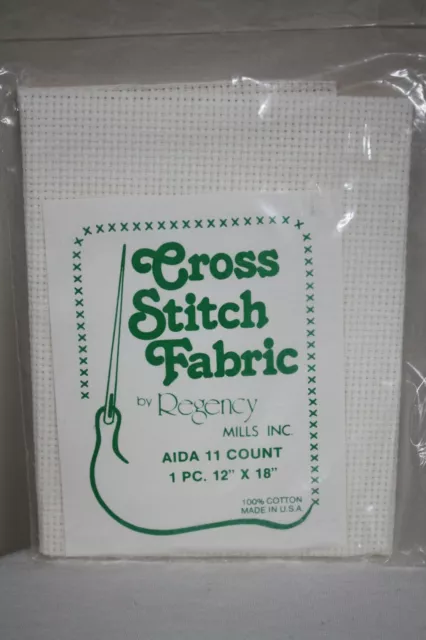 Cross
Stitch
Fabric
by Regency
MILLS INC.
AIDA 11 COUNT
1 PC. 12" X 18"
100% COTTON
MADE IN U.S.A.